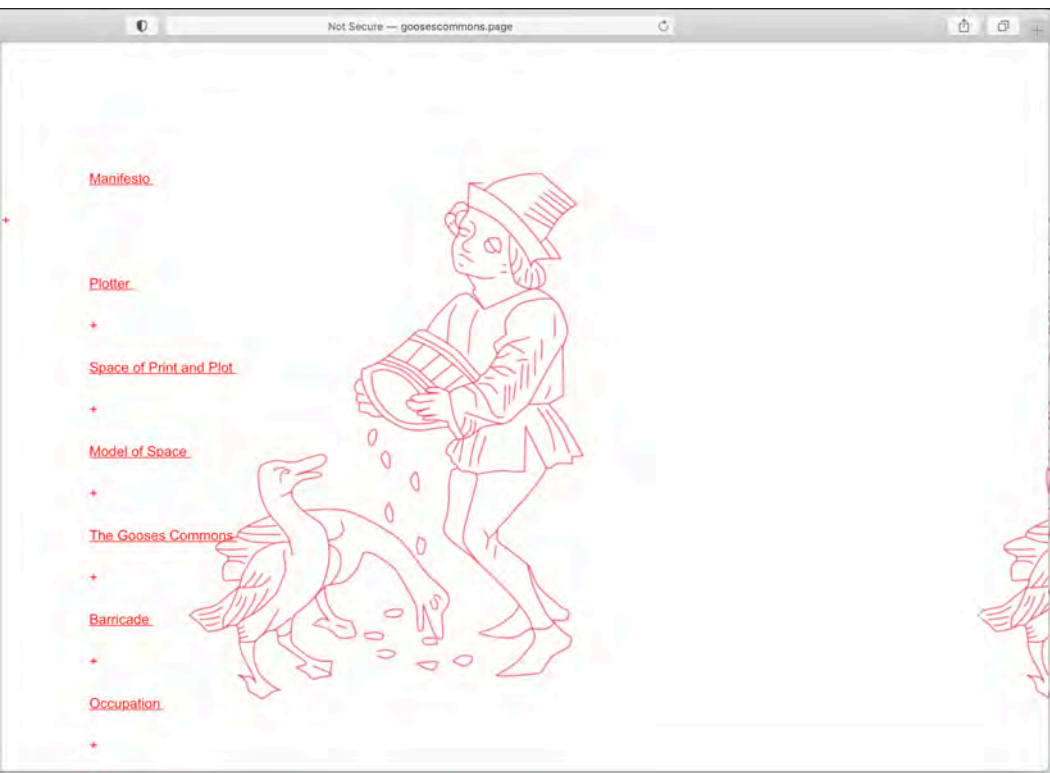 Not Secure — goosescommons.page
Manifesto
+
Plotter
+
Space of Print and Plot
+
Model of Space
+
The Gooses Commons
+
Barricade
+
Occupation
+